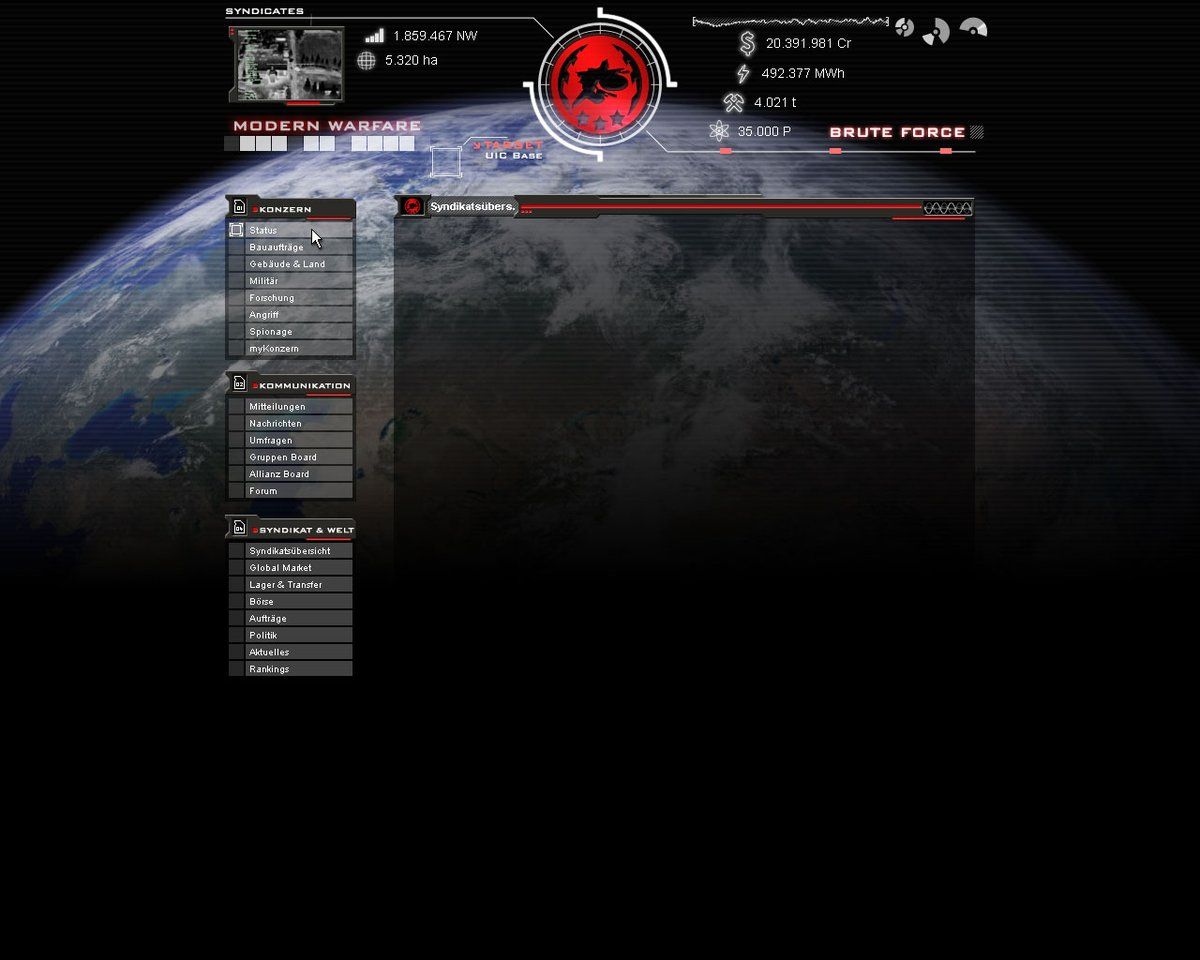 SYNDICATES
1.859.467 NW
5.320 ha
MODERN WARFARE
TARGET
UIC BASE
20.391.981 Cr
492.377 MWh
4.021 t
35.000 P
BRUTE FORCE
01
KONZERN
Status
Bauaufträge
Gebäude & Land
Militär
Forschung
Angriff
Spionage
myKonzern
02
KOMMUNIKATION
Mitteilungen
Nachrichten
Umfragen
Gruppen Board
Allianz Board
Forum
04
SYNDIKAT & WELT
Syndikatsübersicht
Global Market
Lager & Transfer
Börse
Aufträge
Politik
Aktuelles
Rankings
Syndikatsübers.